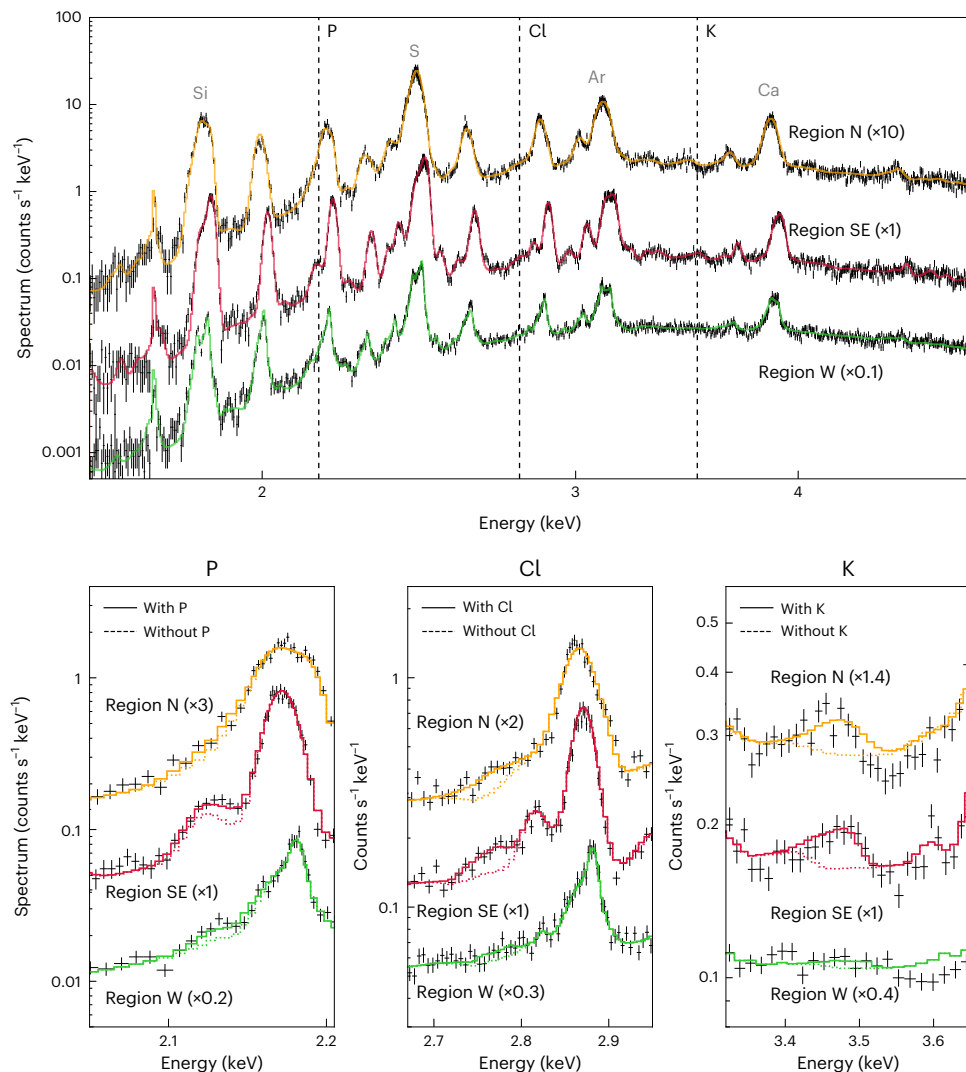 100
10
1
0.1
0.01
0.001
Spectrum (counts s⁻¹ keV⁻¹)
P
Cl
K
Si
S
Ar
Ca
Region N (×10)
Region SE (×1)
Region W (×0.1)
2
3
4
Energy (keV)
P
With P
Without P
Region N (×3)
Region SE (×1)
Region W (×0.2)
1
0.1
0.01
Spectrum (counts s⁻¹ keV⁻¹)
2.1
2.2
Energy (keV)
Cl
With Cl
Without Cl
Region N (×2)
Region SE (×1)
Region W (×0.3)
1
0.1
Counts s⁻¹ keV⁻¹
2.7
2.8
2.9
Energy (keV)
K
With K
Without K
Region N (×1.4)
Region SE (×1)
Region W (×0.4)
0.5
0.4
0.3
0.2
0.1
Counts s⁻¹ keV⁻¹
3.4
3.5
3.6
Energy (keV)